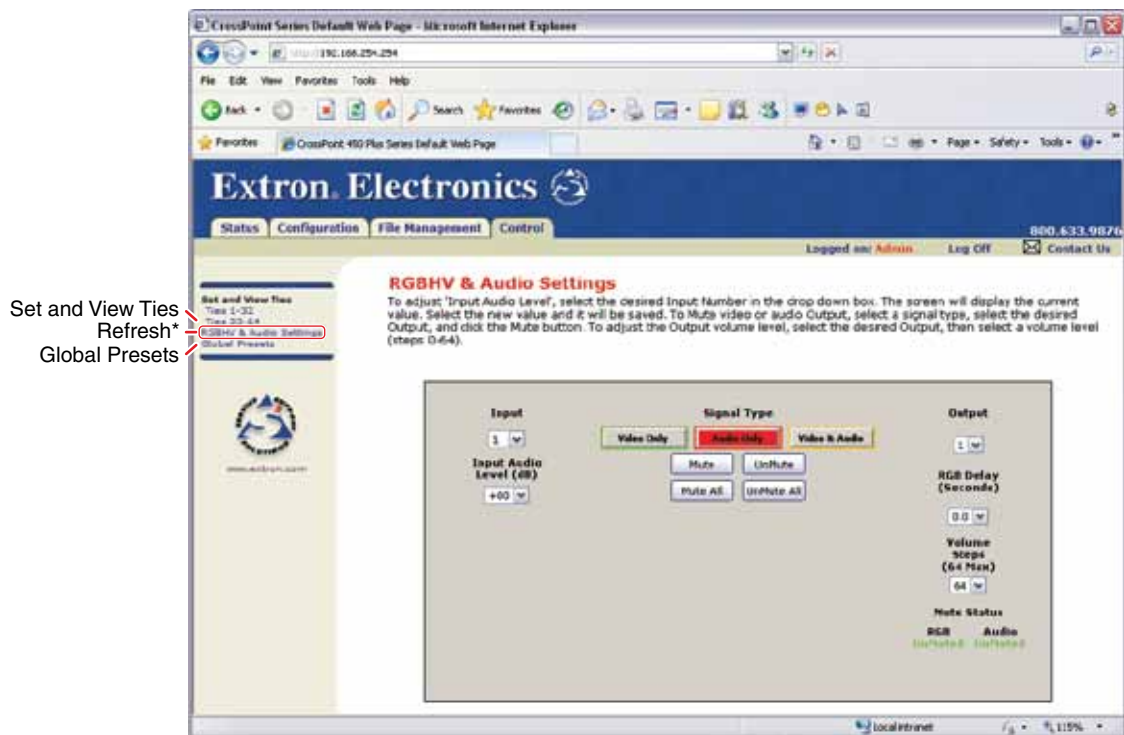 CrossPoint Series Default Web Page - Microsoft Internet Explorer
http://192.168.254.254
File Edit View Favorites Tools Help
Back Search Favorites
Favorites CrossPoint 450 Plus Series Default Web Page Page Safety Tools
Extron Electronics
Status Configuration File Management Control
800.633.9876
Logged on: Admin Log Off Contact Us
Set and View Ties
Refresh*
Global Presets
Set and View Ties
Ties 1-32
Ties 33-64
RGBHV & Audio Settings
Global Presets
www.extron.com
RGBHV & Audio Settings
To adjust 'Input Audio Level', select the desired Input Number in the drop down box. The screen will display the current
value. Select the new value and it will be saved. To Mute video or audio Output, select a signal type, select the desired
Output, and click the Mute button. To adjust the Output volume level, select the desired Output, then select a volume level
(steps 0-64).
Input
1
Input Audio
Level (dB)
+00
Signal Type
Video Only Audio Only Video & Audio
Mute UnMute
Mute All UnMute All
Output
1
RGB Delay
(Seconds)
0.0
Volume
Steps
(64 Max)
64
Mute Status
RGB Audio
UnMuted UnMuted
Local intranet 115%